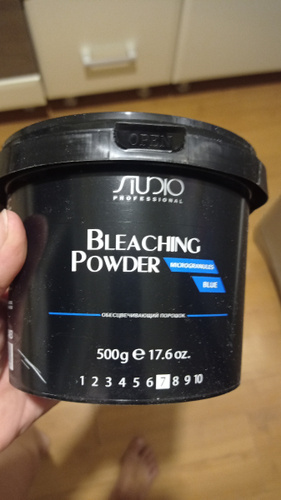 OPEN
STUDIO
PROFESSIONAL
BLEACHING
POWDER
MICROGRANULES
BLUE
ОБЕСЦВЕЧИВАЮЩИЙ ПОРОШОК
500g e 17.6 oz.
1 2 3 4 5 6 7 8 9 10